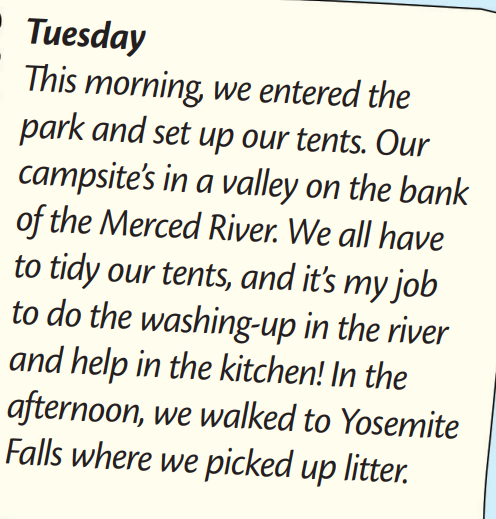 Tuesday
This morning, we entered the
park and set up our tents. Our
campsite's in a valley on the bank
of the Merced River. We all have
to tidy our tents, and it's my job
to do the washing-up in the river
and help in the kitchen! In the
afternoon, we walked to Yosemite
Falls where we picked up litter.